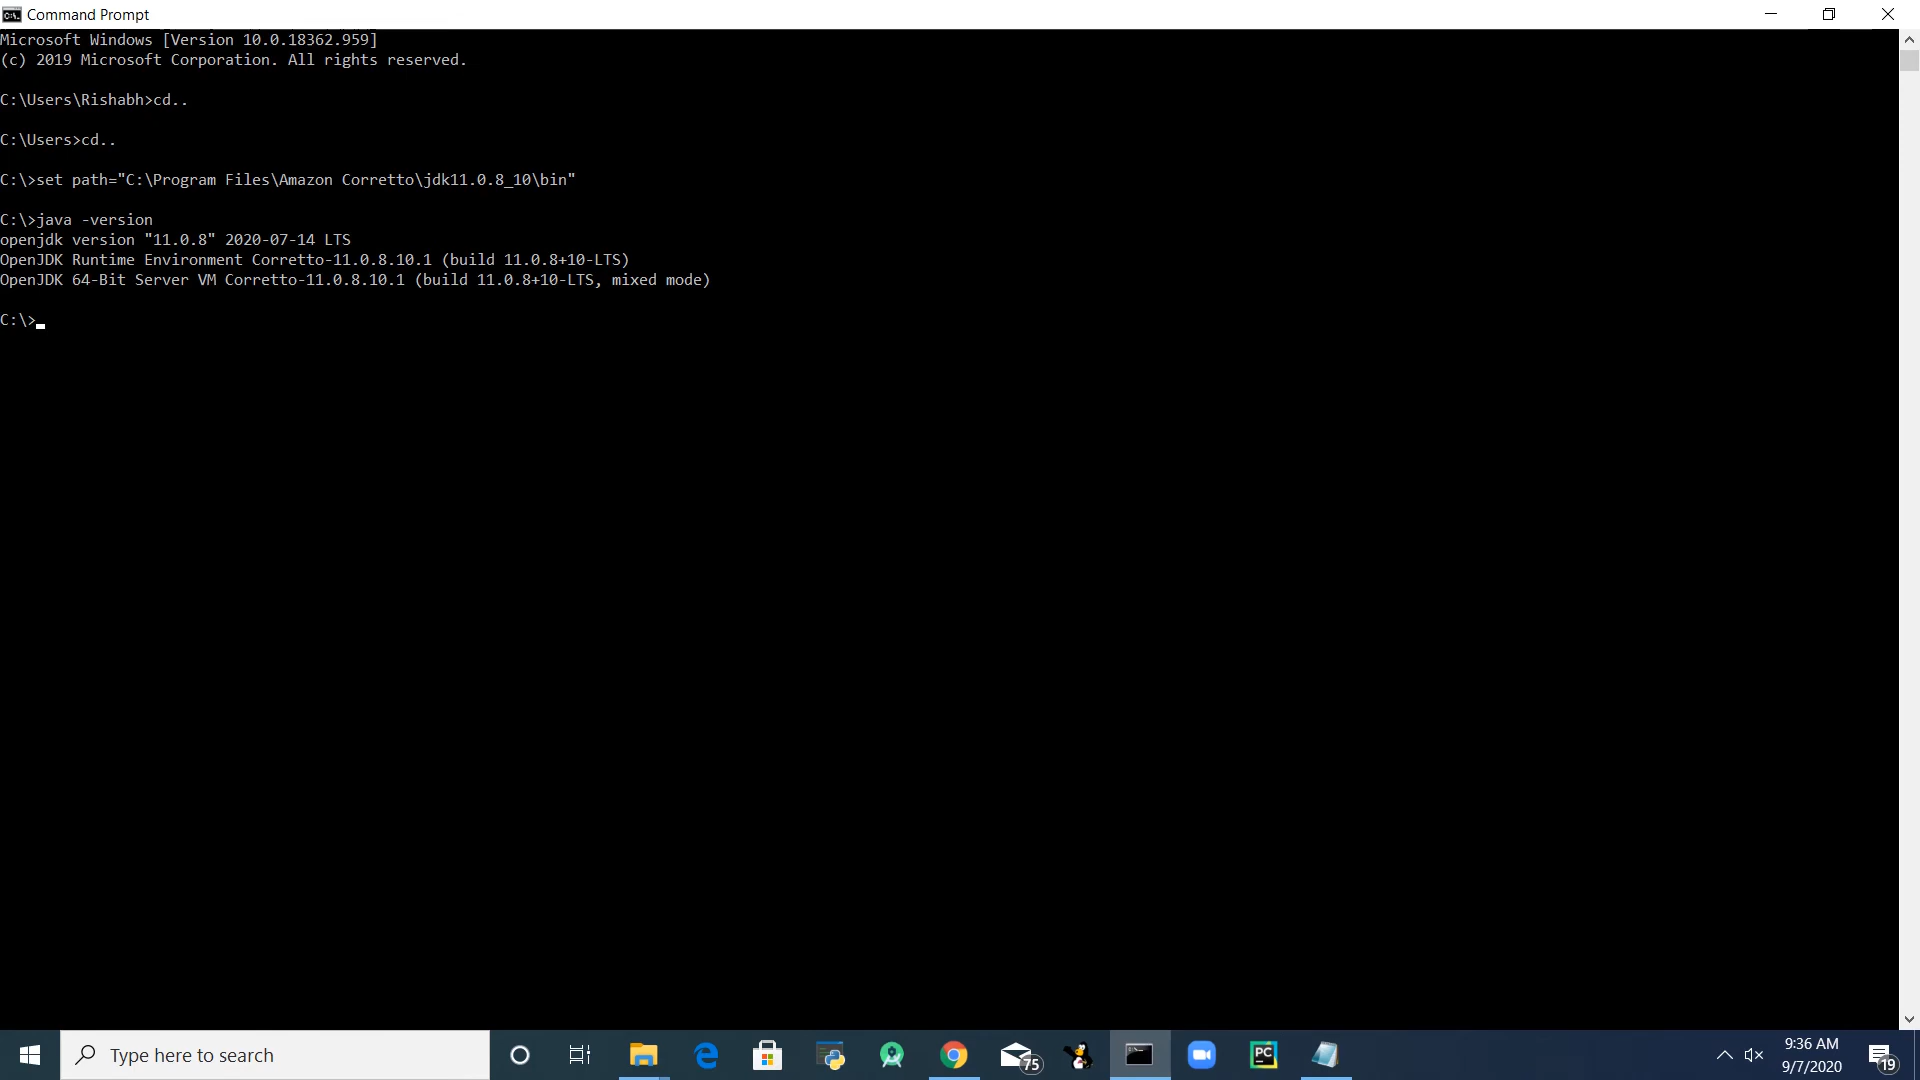 Command Prompt
Microsoft Windows [Version 10.0.18362.959]
(c) 2019 Microsoft Corporation. All rights reserved.
C:\Users\Rishabh>cd..
C:\Users>cd..
C:\>set path="C:\Program Files\Amazon Corretto\jdk11.0.8_10\bin"
C:\>java -version
openjdk version "11.0.8" 2020-07-14 LTS
OpenJDK Runtime Environment Corretto-11.0.8.10.1 (build 11.0.8+10-LTS)
OpenJDK 64-Bit Server VM Corretto-11.0.8.10.1 (build 11.0.8+10-LTS, mixed mode)
C:\>
Type here to search
75
PC
9:36 AM
9/7/2020
19